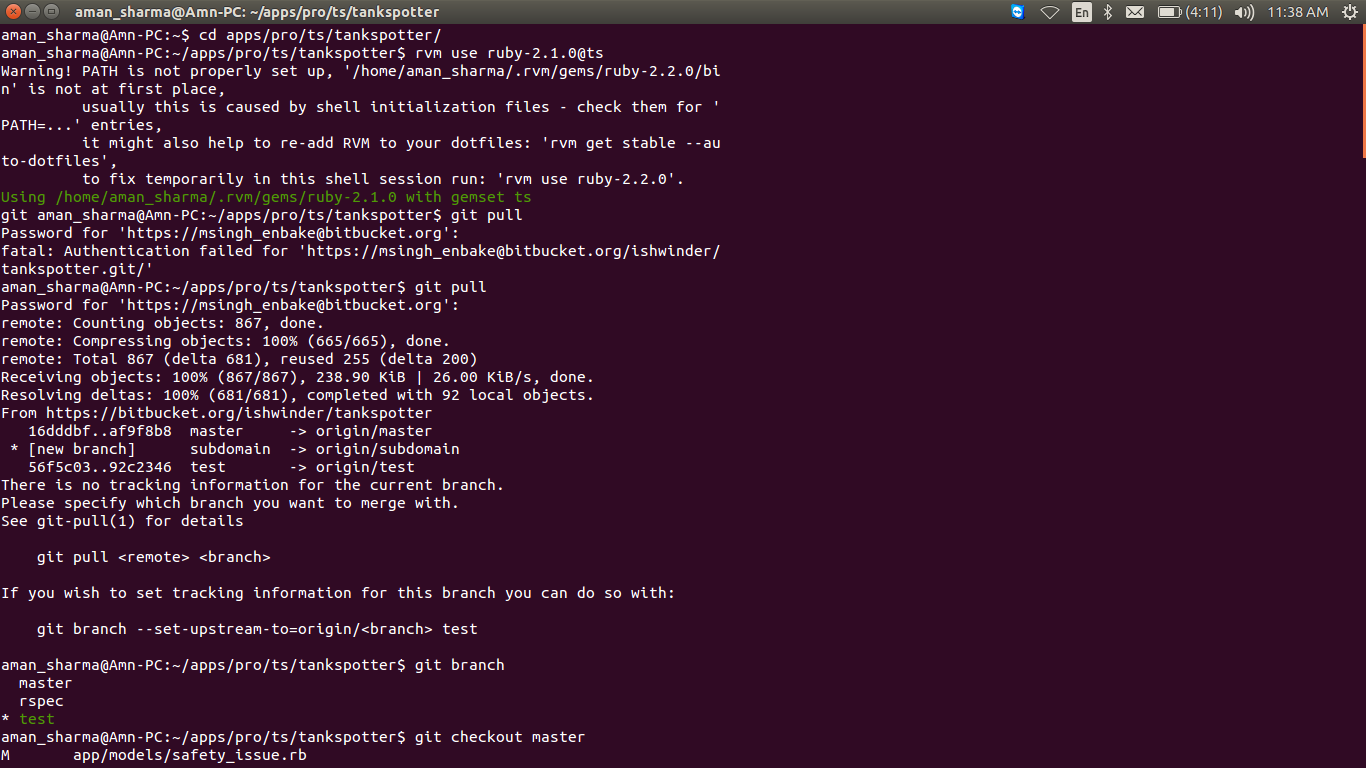 aman_sharma@Amn-PC: ~/apps/pro/ts/tankspotter
En
(4:11)
11:38 AM
aman_sharma@Amn-PC:~$ cd apps/pro/ts/tankspotter/
aman_sharma@Amn-PC:~/apps/pro/ts/tankspotter$ rvm use ruby-2.1.0@ts
Warning! PATH is not properly set up, '/home/aman_sharma/.rvm/gems/ruby-2.2.0/bi
n' is not at first place,
         usually this is caused by shell initialization files - check them for '
PATH=...' entries,
         it might also help to re-add RVM to your dotfiles: 'rvm get stable --au
to-dotfiles',
         to fix temporarily in this shell session run: 'rvm use ruby-2.2.0'.
Using /home/aman_sharma/.rvm/gems/ruby-2.1.0 with gemset ts
git aman_sharma@Amn-PC:~/apps/pro/ts/tankspotter$ git pull
Password for 'https://msingh_enbake@bitbucket.org':
fatal: Authentication failed for 'https://msingh_enbake@bitbucket.org/ishwinder/
tankspotter.git/'
aman_sharma@Amn-PC:~/apps/pro/ts/tankspotter$ git pull
Password for 'https://msingh_enbake@bitbucket.org':
remote: Counting objects: 867, done.
remote: Compressing objects: 100% (665/665), done.
remote: Total 867 (delta 681), reused 255 (delta 200)
Receiving objects: 100% (867/867), 238.90 KiB | 26.00 KiB/s, done.
Resolving deltas: 100% (681/681), completed with 92 local objects.
From https://bitbucket.org/ishwinder/tankspotter
   16dddbf..af9f8b8  master     -> origin/master
 * [new branch]      subdomain  -> origin/subdomain
   56f5c03..92c2346  test       -> origin/test
There is no tracking information for the current branch.
Please specify which branch you want to merge with.
See git-pull(1) for details

    git pull <remote> <branch>

If you wish to set tracking information for this branch you can do so with:

    git branch --set-upstream-to=origin/<branch> test

aman_sharma@Amn-PC:~/apps/pro/ts/tankspotter$ git branch
  master
  rspec
* test
aman_sharma@Amn-PC:~/apps/pro/ts/tankspotter$ git checkout master
M       app/models/safety_issue.rb